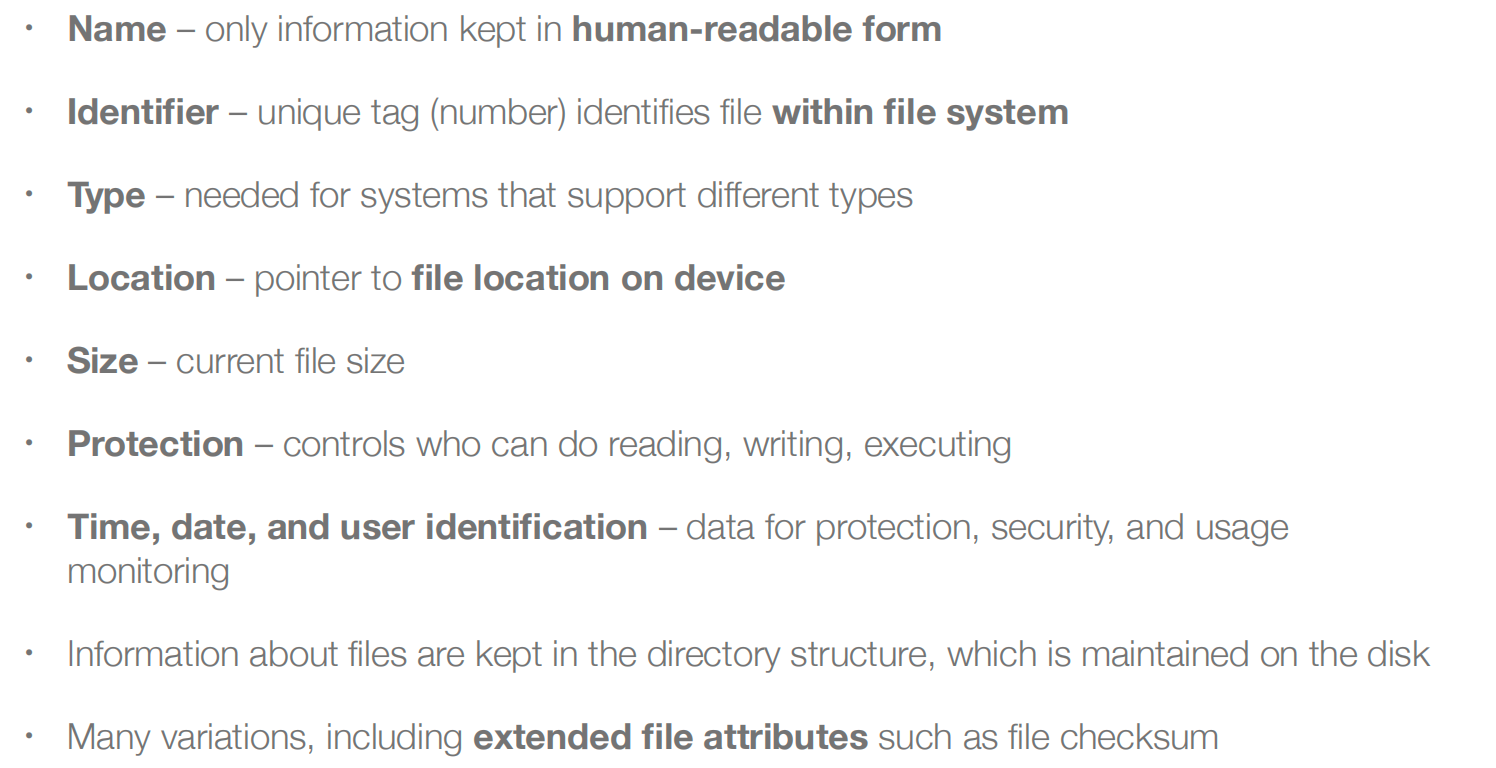 • Name – only information kept in human-readable form
• Identifier – unique tag (number) identifies file within file system
• Type – needed for systems that support different types
• Location – pointer to file location on device
• Size – current file size
• Protection – controls who can do reading, writing, executing
• Time, date, and user identification – data for protection, security, and usage
monitoring
• Information about files are kept in the directory structure, which is maintained on the disk
• Many variations, including extended file attributes such as file checksum